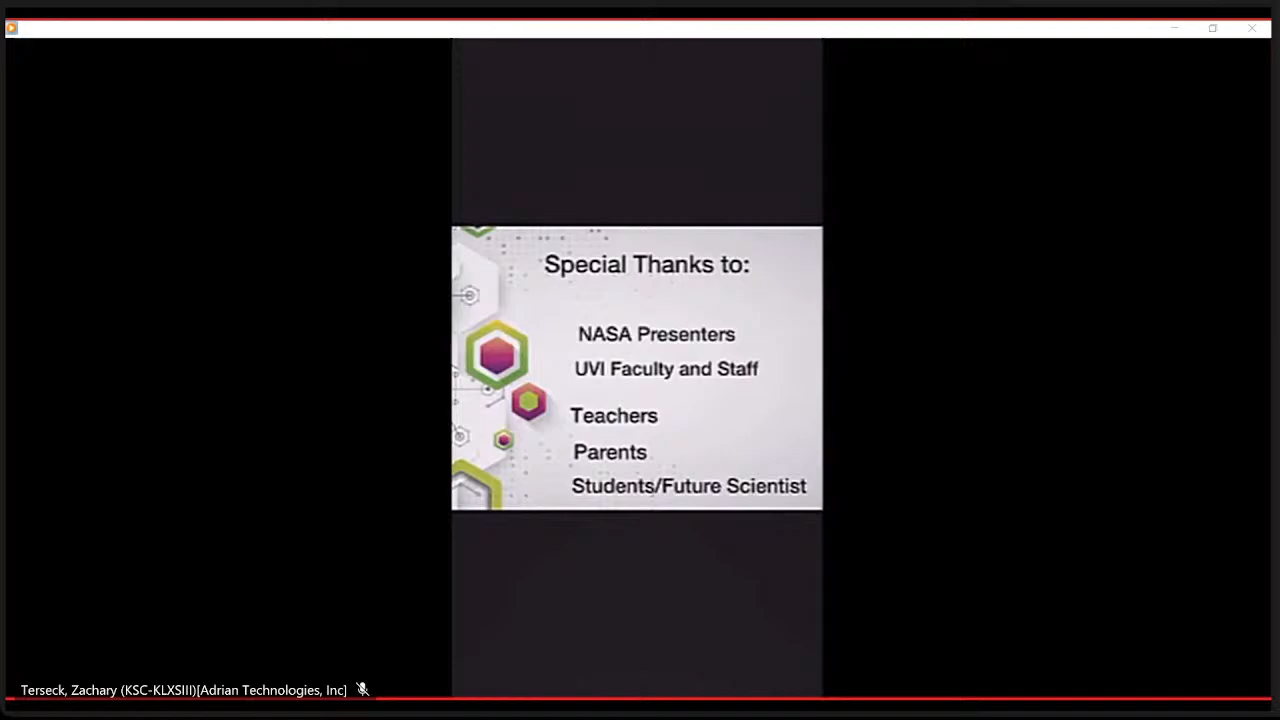 Special Thanks to:
NASA Presenters
UVI Faculty and Staff
Teachers
Parents
Students/Future Scientist
Terseck, Zachary (KSC-KLXSIII)[Adrian Technologies, Inc]